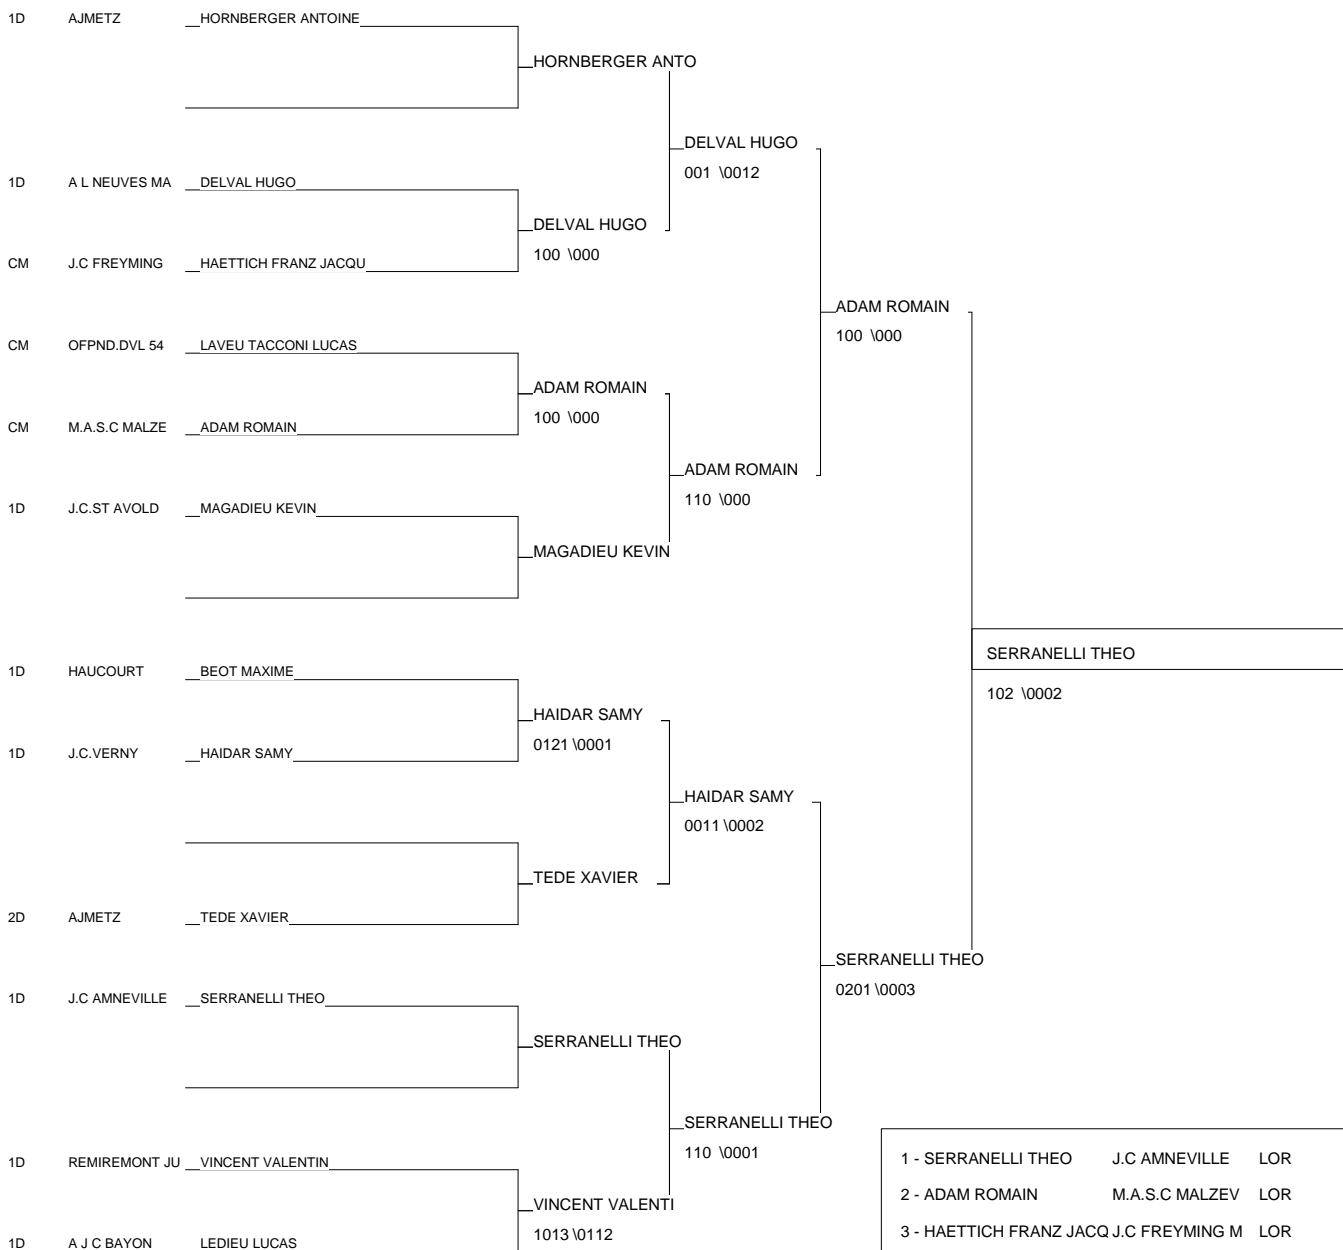 1D AJMETZ HORNBERGER ANTOINE
HORNBERGER ANTO
DELVAL HUGO
001 \0012
1D A L NEUVES MA DELVAL HUGO
DELVAL HUGO
100 \000
CM J.C FREYMING HAETTICH FRANZ JACQU
ADAM ROMAIN
100 \000
CM OFPND.DVL 54 LAVEU TACCONI LUCAS
ADAM ROMAIN
100 \000
CM M.A.S.C MALZE ADAM ROMAIN
ADAM ROMAIN
110 \000
1D J.C.ST AVOLD MAGADIEU KEVIN
MAGADIEU KEVIN
SERRANELLI THEO
102 \0002
1D HAUCOURT BEOT MAXIME
HAIDAR SAMY
0121 \0001
1D J.C.VERNY HAIDAR SAMY
HAIDAR SAMY
0011 \0002
TEDE XAVIER
2D AJMETZ TEDE XAVIER
SERRANELLI THEO
0201 \0003
1D J.C AMNEVILLE SERRANELLI THEO
SERRANELLI THEO
SERRANELLI THEO
110 \0001
1D REMIREMONT JU VINCENT VALENTIN
VINCENT VALENTI
1013 \0112
1D A J C BAYON LEDIEU LUCAS
1 - SERRANELLI THEO J.C AMNEVILLE LOR
2 - ADAM ROMAIN M.A.S.C MALZEV LOR
3 - HAETTICH FRANZ JACQ J.C FREYMING M LOR